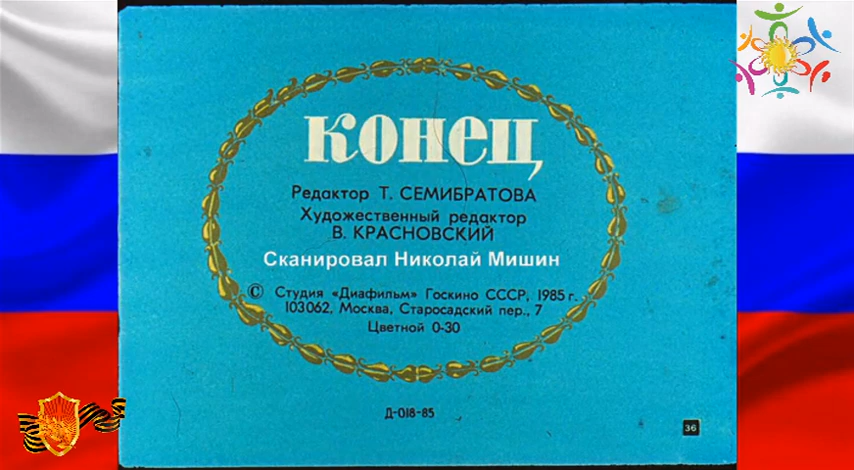 конец
Редактор Т. СЕМИБРАТОВА
Художественный редактор
В. КРАСНОВСКИЙ
Сканировал Николай Мишин
© Студия «Диафильм» Госкино СССР, 1985 г.
103062, Москва, Старосадский пер., 7
Цветной 0-30
Д-018-85
36